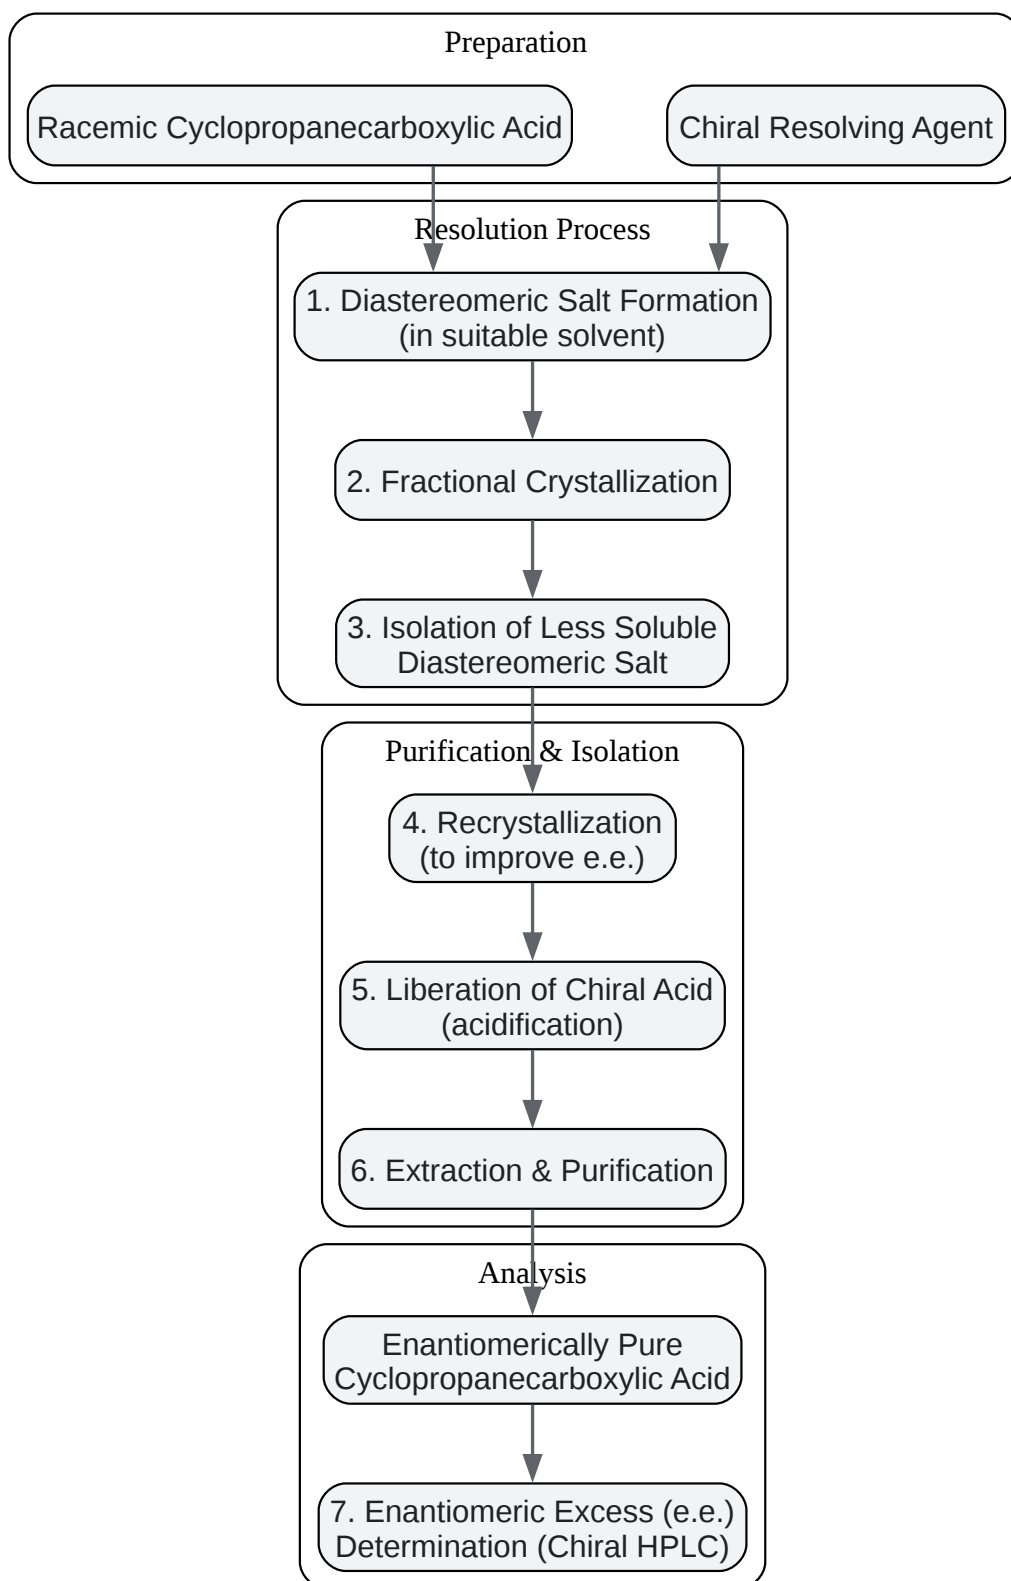 Preparation
Racemic Cyclopropanecarboxylic Acid
Chiral Resolving Agent
Resolution Process
1. Diastereomeric Salt Formation
(in suitable solvent)
2. Fractional Crystallization
3. Isolation of Less Soluble
Diastereomeric Salt
Purification & Isolation
4. Recrystallization
(to improve e.e.)
5. Liberation of Chiral Acid
(acidification)
6. Extraction & Purification
Analysis
Enantiomerically Pure
Cyclopropanecarboxylic Acid
7. Enantiomeric Excess (e.e.)
Determination (Chiral HPLC)